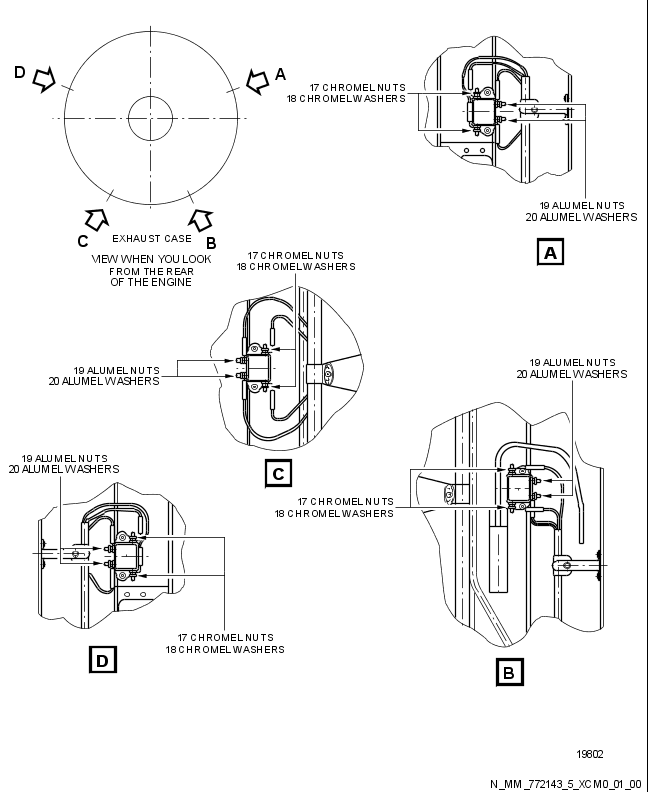 D
A
C
B
EXHAUST CASE
VIEW WHEN YOU LOOK
FROM THE REAR
OF THE ENGINE
17 CHROMEL NUTS
18 CHROMEL WASHERS
19 ALUMEL NUTS
20 ALUMEL WASHERS
A
17 CHROMEL NUTS
18 CHROMEL WASHERS
19 ALUMEL NUTS
20 ALUMEL WASHERS
C
19 ALUMEL NUTS
20 ALUMEL WASHERS
17 CHROMEL NUTS
18 CHROMEL WASHERS
B
19 ALUMEL NUTS
20 ALUMEL WASHERS
17 CHROMEL NUTS
18 CHROMEL WASHERS
D
19802
N_MM_772143_5_XCM0_01_00